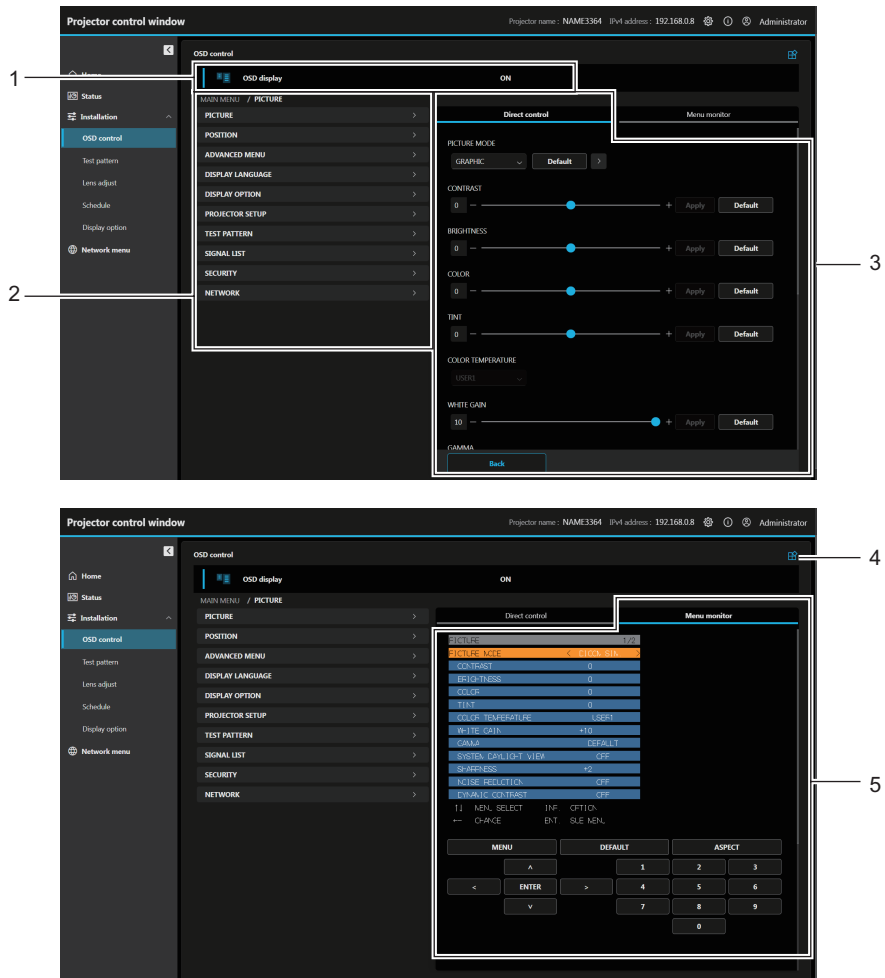 Projector control window Projector name : NAME3364 IPv4 address : 192.168.0.8 Administrator
OSD control
1
OSD display ON
Home
Status
Installation
OSD control
Test pattern
Lens adjust
Schedule
Display option
Network menu
MAIN MENU / PICTURE
PICTURE
POSITION
ADVANCED MENU
DISPLAY LANGUAGE
DISPLAY OPTION
PROJECTOR SETUP
TEST PATTERN
SIGNAL LIST
SECURITY
NETWORK
2
Direct control Menu monitor
PICTURE MODE
GRAPHIC Default
CONTRAST
0 − + Apply Default
BRIGHTNESS
0 − + Apply Default
COLOR
0 − + Apply Default
TINT
0 − + Apply Default
COLOR TEMPERATURE
USER1
WHITE GAIN
10 − + Apply Default
GAMMA
Back
3
Projector control window Projector name : NAME3364 IPv4 address : 192.168.0.8 Administrator
OSD control
4
OSD display ON
Home
Status
Installation
OSD control
Test pattern
Lens adjust
Schedule
Display option
Network menu
MAIN MENU / PICTURE
PICTURE
POSITION
ADVANCED MENU
DISPLAY LANGUAGE
DISPLAY OPTION
PROJECTOR SETUP
TEST PATTERN
SIGNAL LIST
SECURITY
NETWORK
Direct control Menu monitor
PICTURE 1/2
PICTURE MODE < DICOM SIM. >
CONTRAST 0
BRIGHTNESS 0
COLOR 0
TINT 0
COLOR TEMPERATURE USER1
WHITE GAIN +10
GAMMA DEFAULT
SYSTEM DAYLIGHT VIEW OFF
SHARPNESS +2
NOISE REDUCTION OFF
DYNAMIC CONTRAST OFF
↑↓ MENU SELECT INF. OPTION
← CHANGE ENT. SUB MENU
5
MENU DEFAULT ASPECT
∧ 1 2 3
< ENTER > 4 5 6
∨ 7 8 9
0